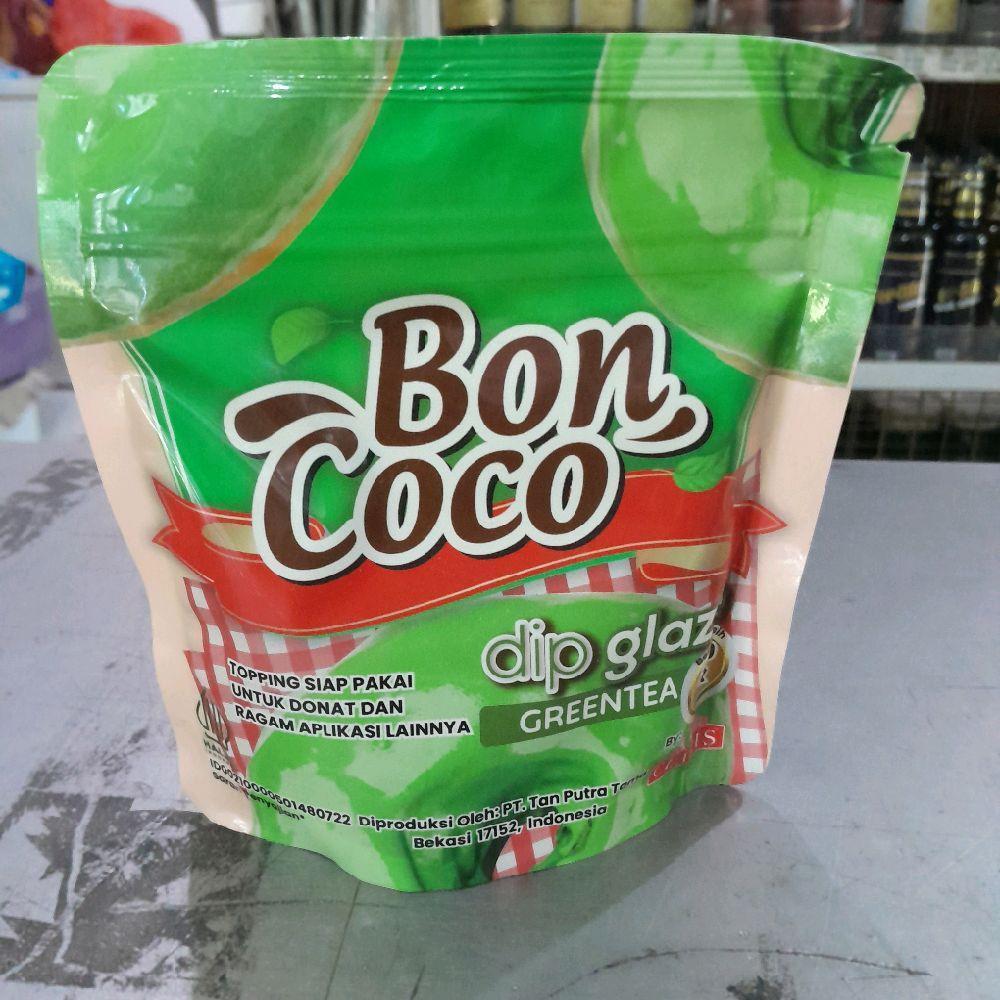 Bon
Coco
dip glaz
GREENTEA
TOPPING SIAP PAKAI
UNTUK DONAT DAN
RAGAM APLIKASI LAINNYA
BY:
Diproduksi Oleh: PT. Tan Putra
Bekasi 17152, Indonesia